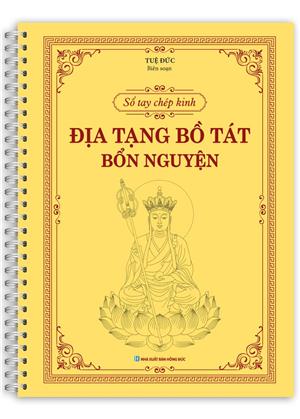 TUỆ ĐỨC
Biên soạn
Sổ tay chép kinh
ĐỊA TẠNG BỒ TÁT
BỔN NGUYỆN
NHÀ XUẤT BẢN HỒNG ĐỨC